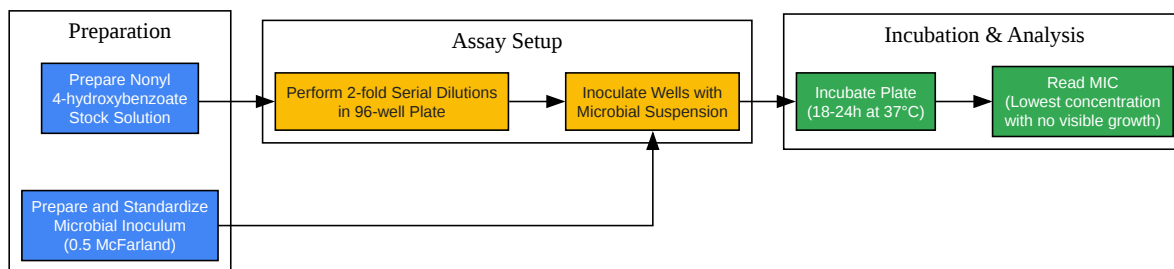 Preparation
Prepare Nonyl
4-hydroxybenzoate
Stock Solution
Prepare and Standardize
Microbial Inoculum
(0.5 McFarland)
Assay Setup
Perform 2-fold Serial Dilutions
in 96-well Plate
Inoculate Wells with
Microbial Suspension
Incubation & Analysis
Incubate Plate
(18-24h at 37°C)
Read MIC
(Lowest concentration
with no visible growth)